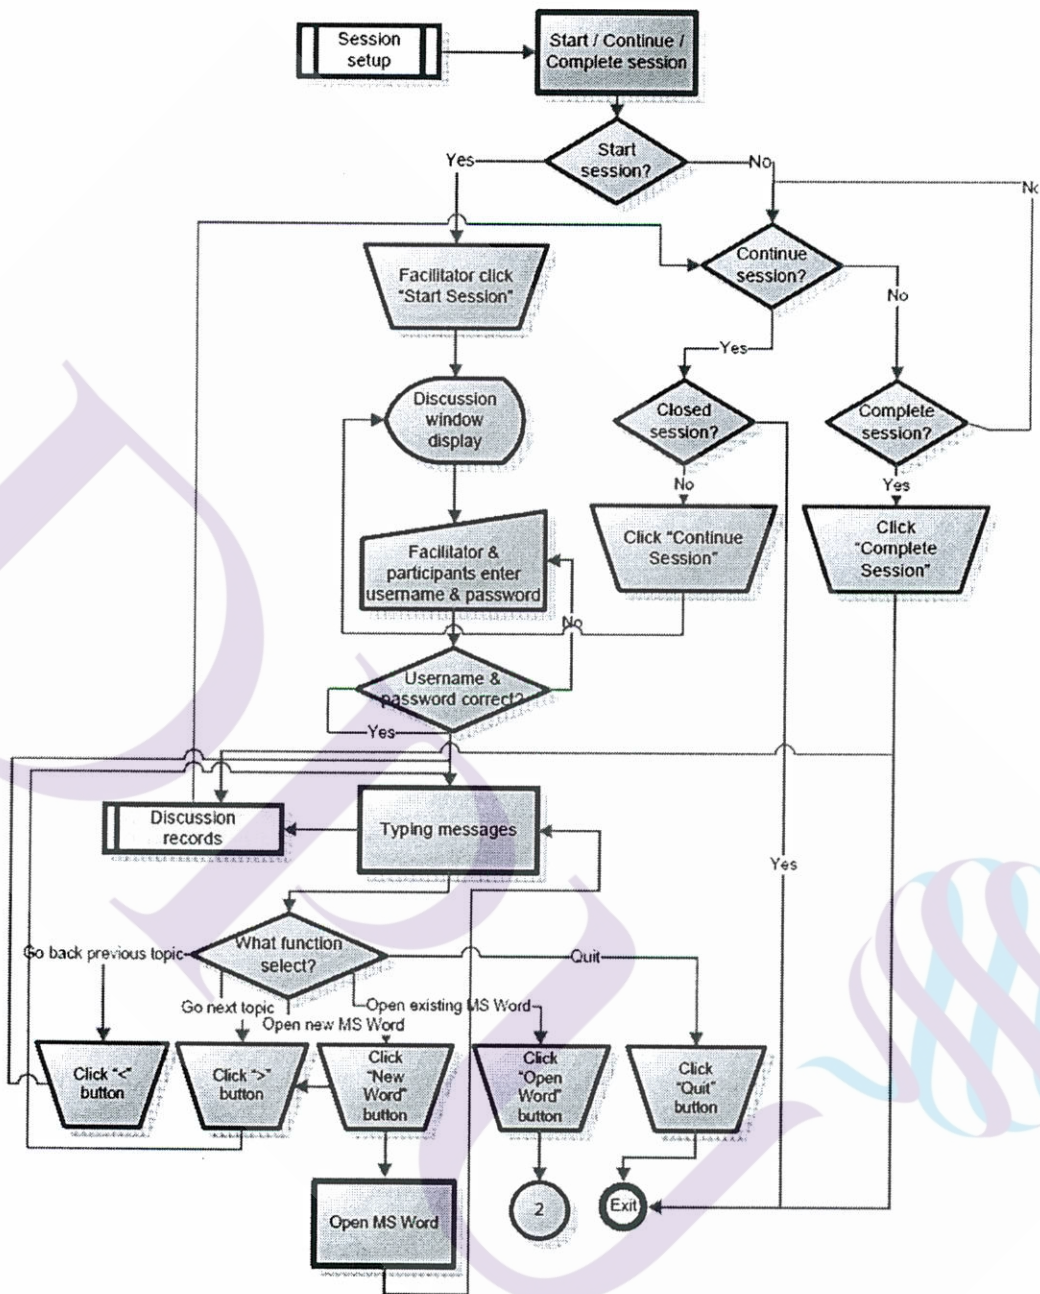 Session
setup
Start / Continue /
Complete session
Start
session?
Yes
No
No
Facilitator click
“Start Session”
Continue
session?
No
Yes
Discussion
window
display
Closed
session?
Complete
session?
No
Yes
Click “Continue
Session”
Click
“Complete
Session”
Facilitator &
participants enter
username & password
No
Username &
password correct?
Yes
Discussion
records
Typing messages
Yes
What function
select?
Go back previous topic
Quit
Go next topic
Open existing MS Word
Open new MS Word
Click “<”
button
Click “>”
button
Click
“New
Word”
button
Click
“Open
Word”
button
Click
“Quit”
button
Open MS Word
2
Exit